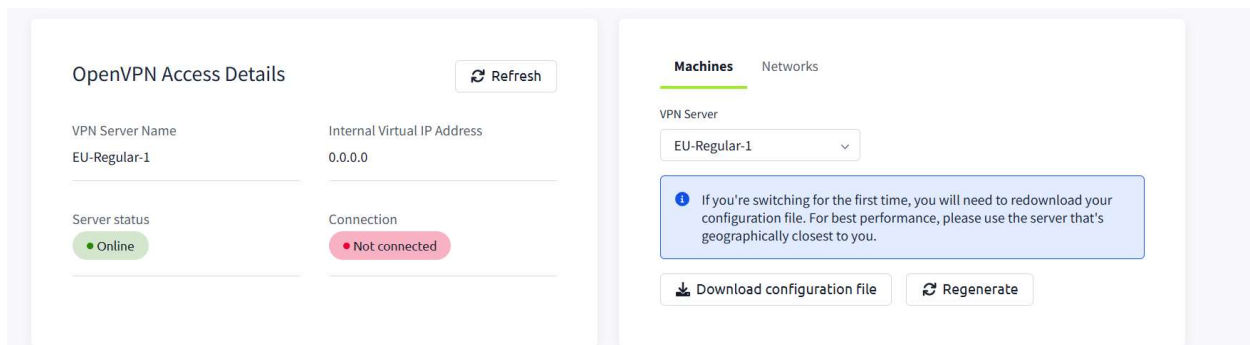 OpenVPN Access Details
Refresh
VPN Server Name
EU-Regular-1
Internal Virtual IP Address
0.0.0.0
Server status
Online
Connection
Not connected
Machines
Networks
VPN Server
EU-Regular-1
If you're switching for the first time, you will need to redownload your
configuration file. For best performance, please use the server that's
geographically closest to you.
Download configuration file
Regenerate